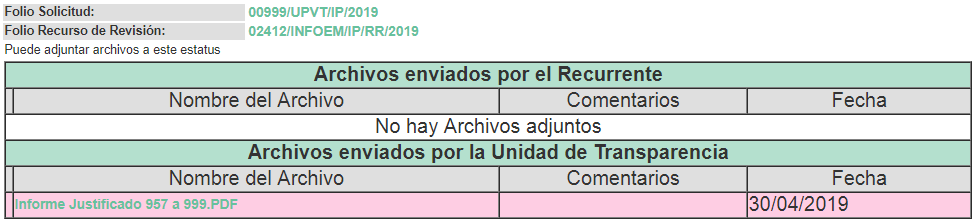 Folio Solicitud: 00999/UPVT/IP/2019
Folio Recurso de Revisión: 02412/INFOEM/IP/RR/2019
Puede adjuntar archivos a este estatus
Archivos enviados por el Recurrente
Nombre del Archivo Comentarios Fecha
No hay Archivos adjuntos
Archivos enviados por la Unidad de Transparencia
Nombre del Archivo Comentarios Fecha
Informe Justificado 957 a 999.PDF 30/04/2019